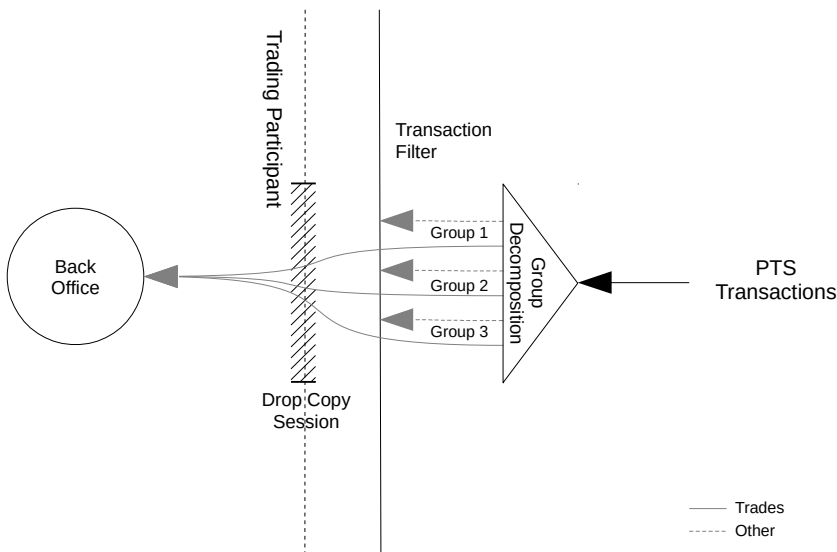 Trading Participant
Transaction
Filter
Group 1
Group 2
Group 3
Group
Decomposition
Back
Office
PTS
Transactions
Drop Copy
Session
Trades
Other